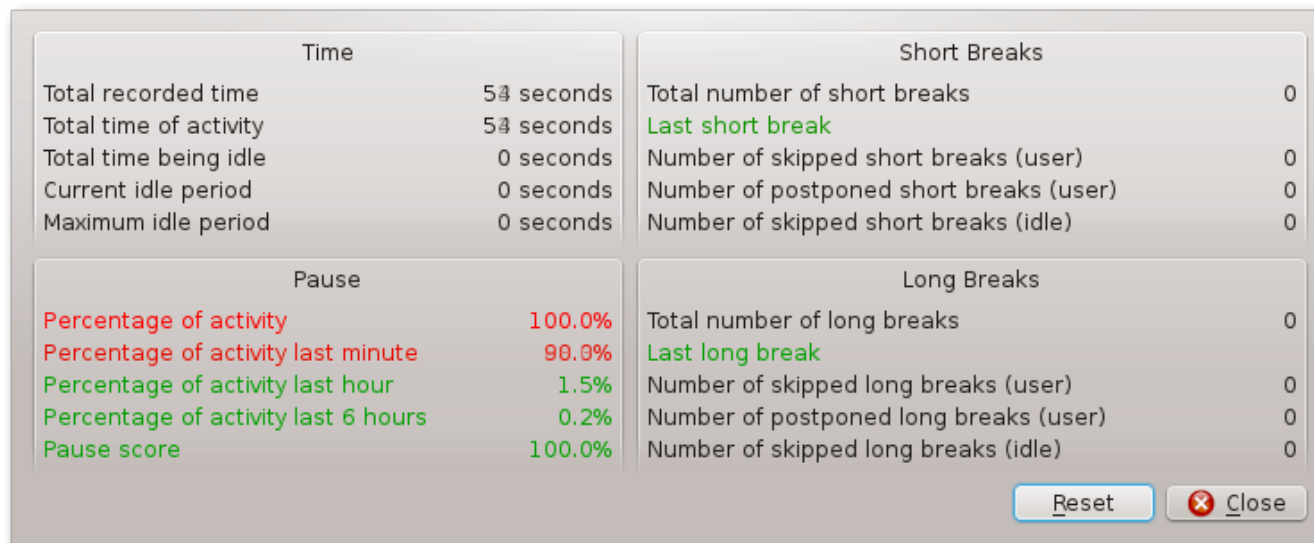 Time
Total recorded time seconds
Total time of activity seconds
Total time being idle 0 seconds
Current idle period 0 seconds
Maximum idle period 0 seconds
Short Breaks
Total number of short breaks 0
Last short break
Number of skipped short breaks (user) 0
Number of postponed short breaks (user) 0
Number of skipped short breaks (idle) 0
Pause
Percentage of activity 100.0%
Percentage of activity last minute
Percentage of activity last hour 1.5%
Percentage of activity last 6 hours 0.2%
Pause score 100.0%
Long Breaks
Total number of long breaks 0
Last long break
Number of skipped long breaks (user) 0
Number of postponed long breaks (user) 0
Number of skipped long breaks (idle) 0
Reset
Close